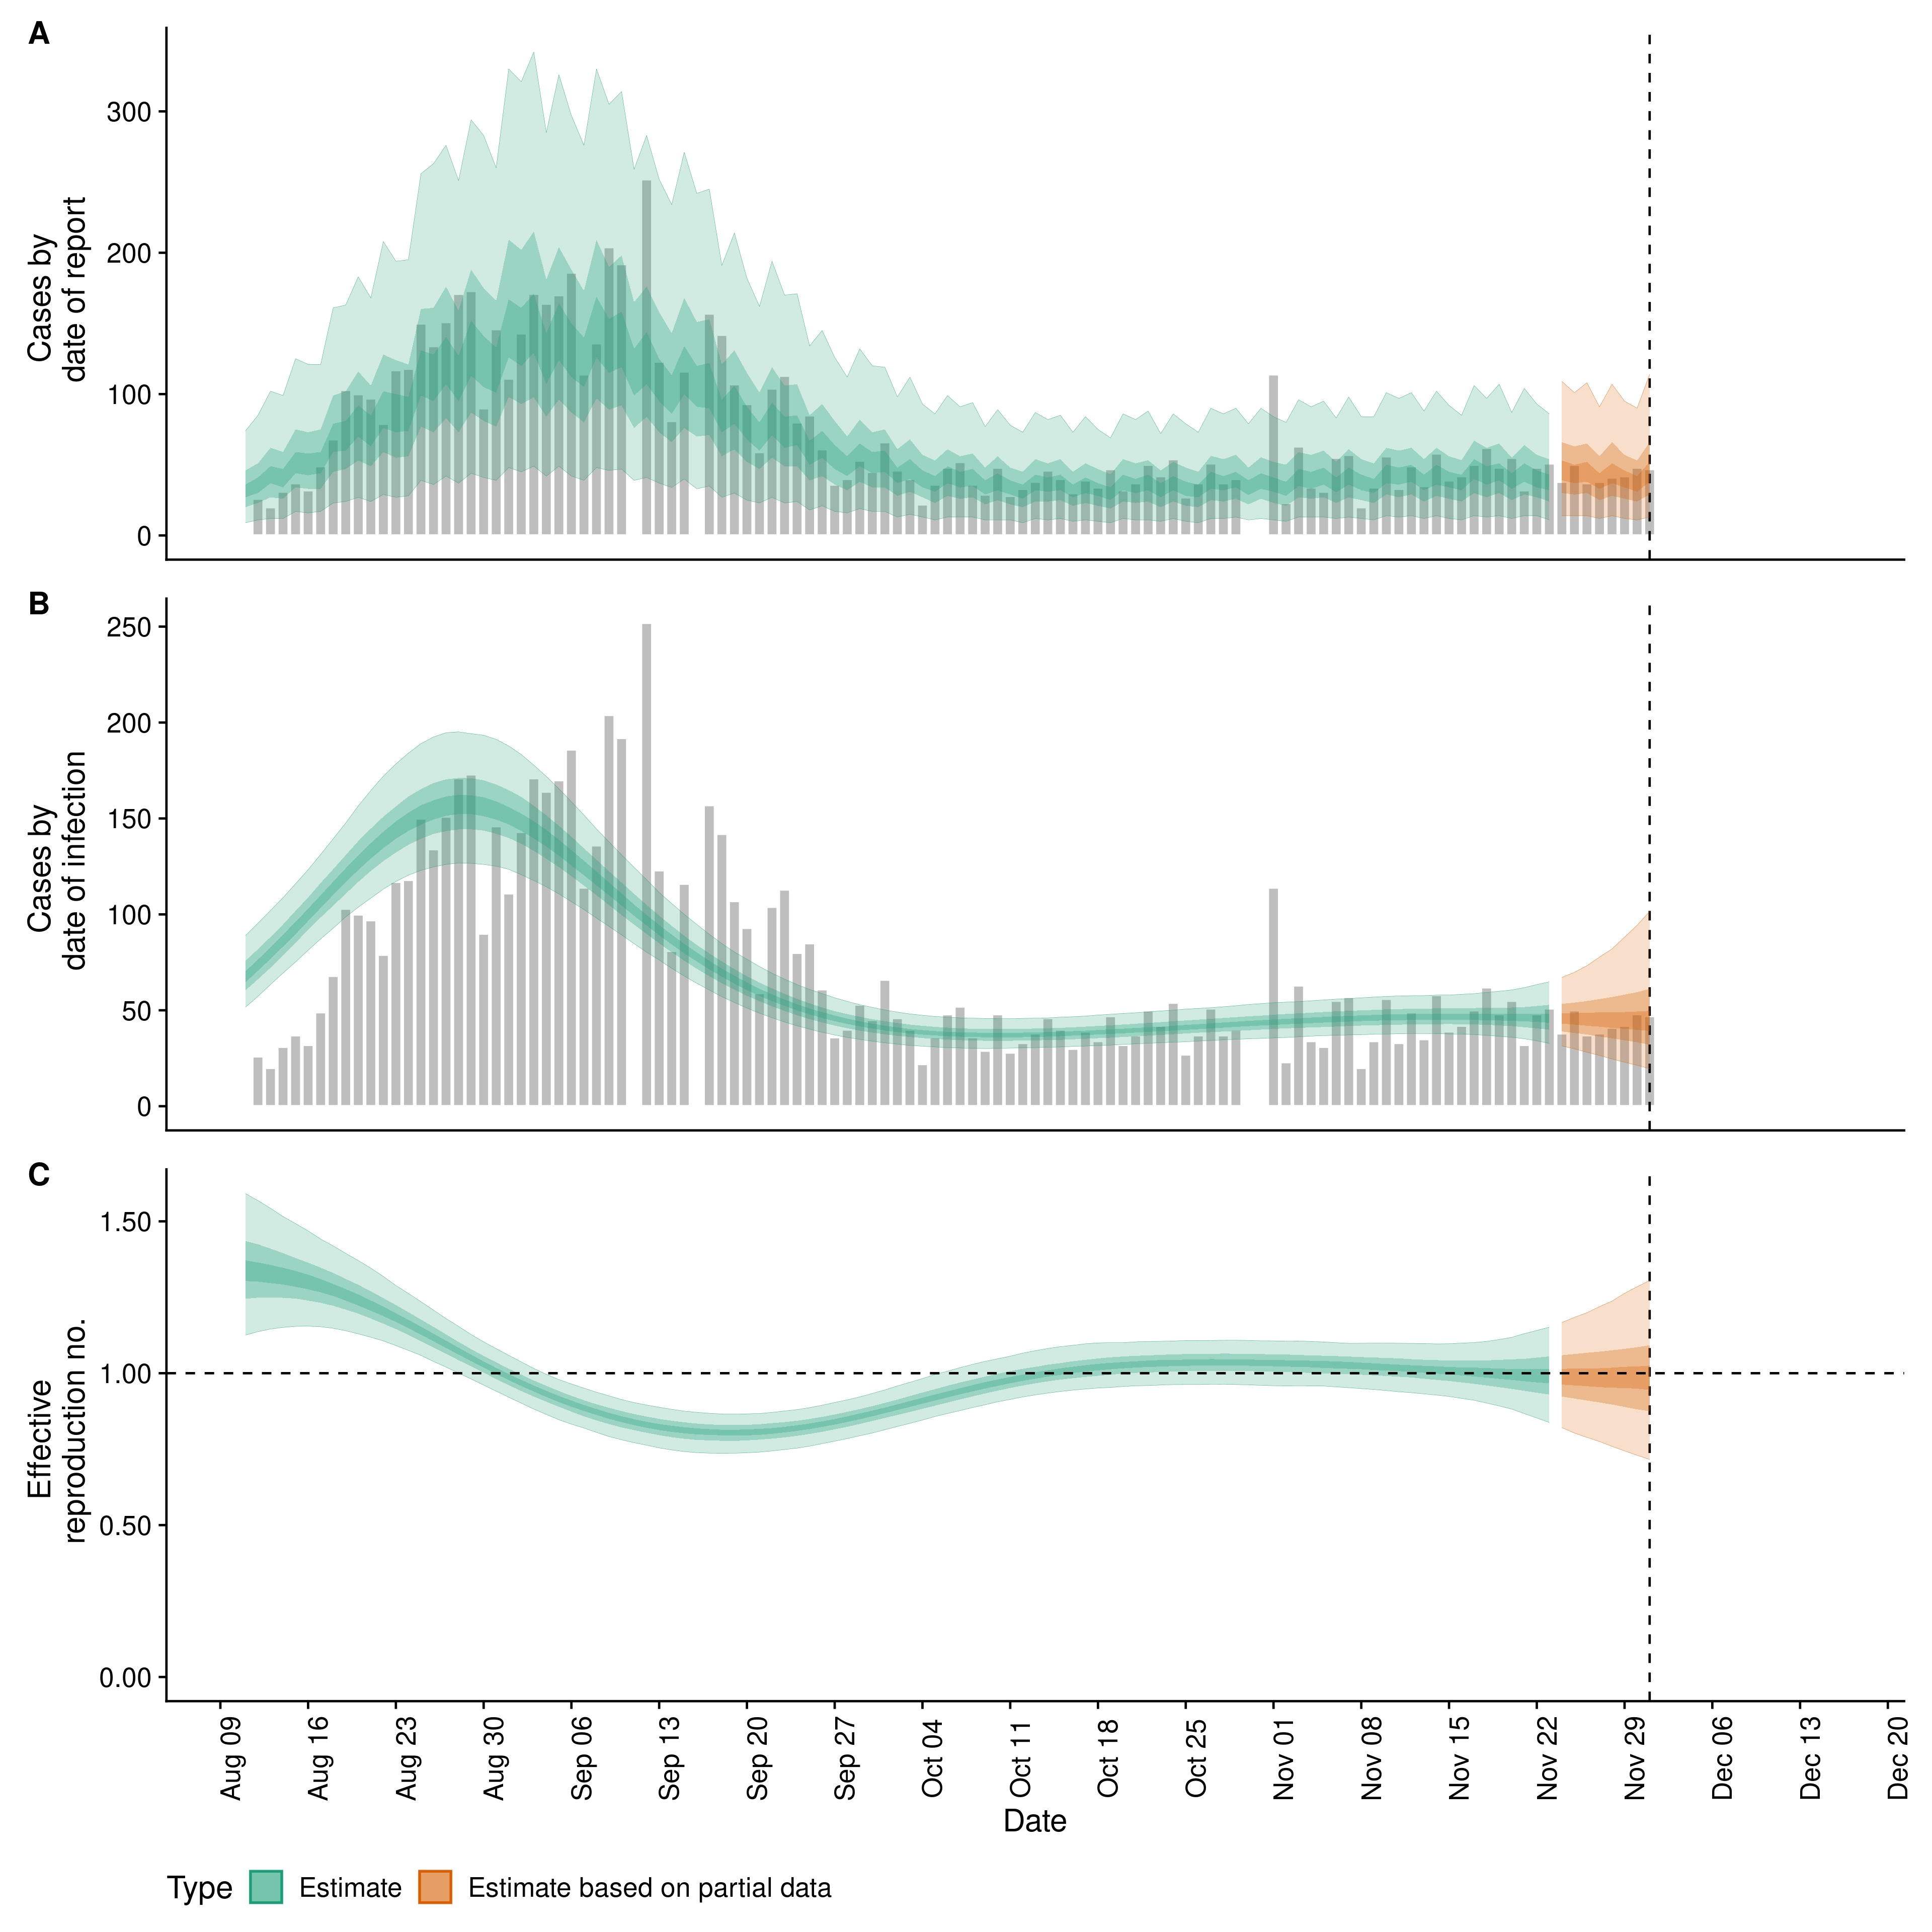 A
Cases by
date of report
300
200
100
0
B
Cases by
date of infection
250
200
150
100
50
0
C
Effective
reproduction no.
1.50
1.00
0.50
0.00
Aug 09
Aug 16
Aug 23
Aug 30
Sep 06
Sep 13
Sep 20
Sep 27
Oct 04
Oct 11
Oct 18
Oct 25
Nov 01
Nov 08
Nov 15
Nov 22
Nov 29
Dec 06
Dec 13
Dec 20
Date
Type
Estimate
Estimate based on partial data